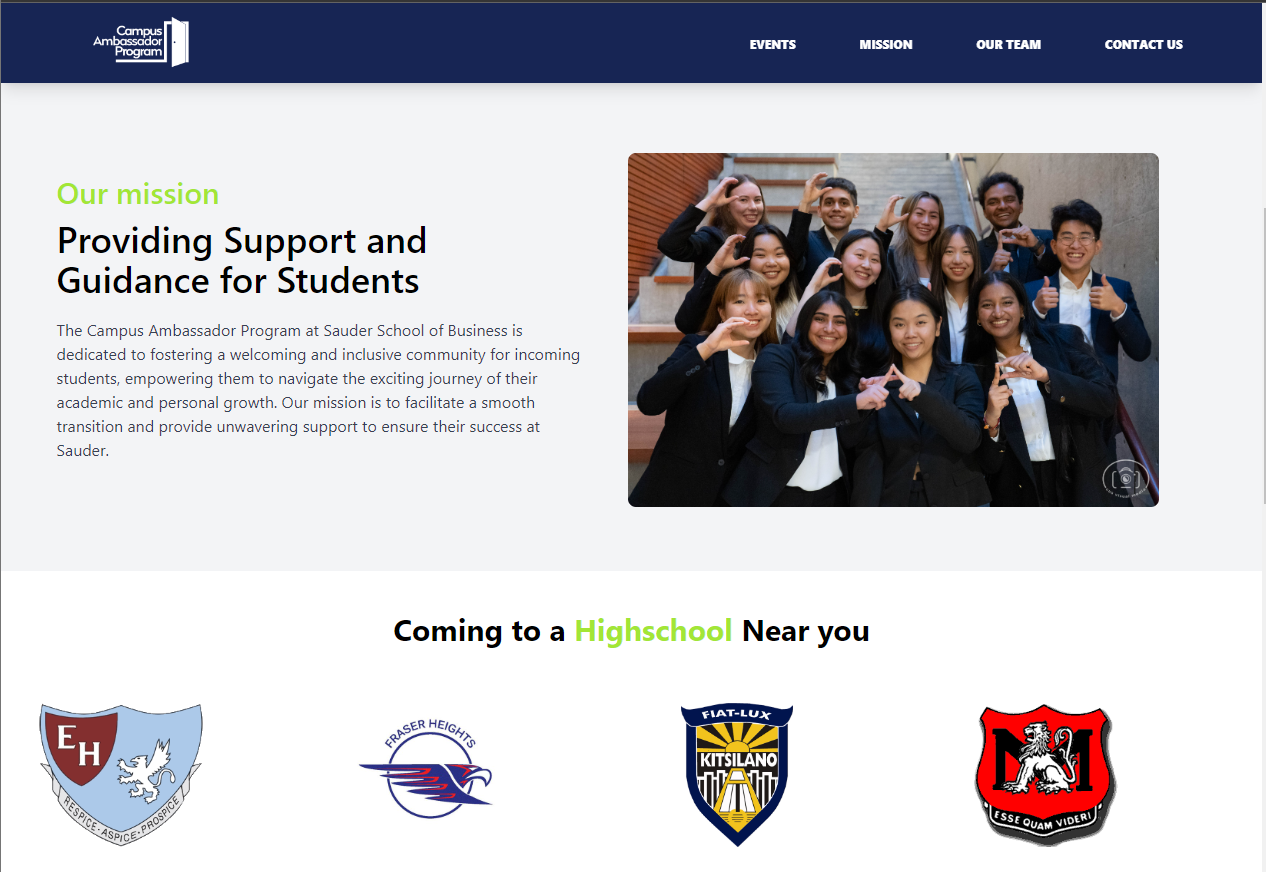 Campus
Ambassador
Program
EVENTS
MISSION
OUR TEAM
CONTACT US
Our mission
Providing Support and
Guidance for Students
The Campus Ambassador Program at Sauder School of Business is
dedicated to fostering a welcoming and inclusive community for incoming
students, empowering them to navigate the exciting journey of their
academic and personal growth. Our mission is to facilitate a smooth
transition and provide unwavering support to ensure their success at
Sauder.
Coming to a Highschool Near you
EH
RESPICE · ASPICE · PROSPICE
FRASER HEIGHTS
FIAT-LUX
KITSILANO
M
ESSE QUAM VIDERI